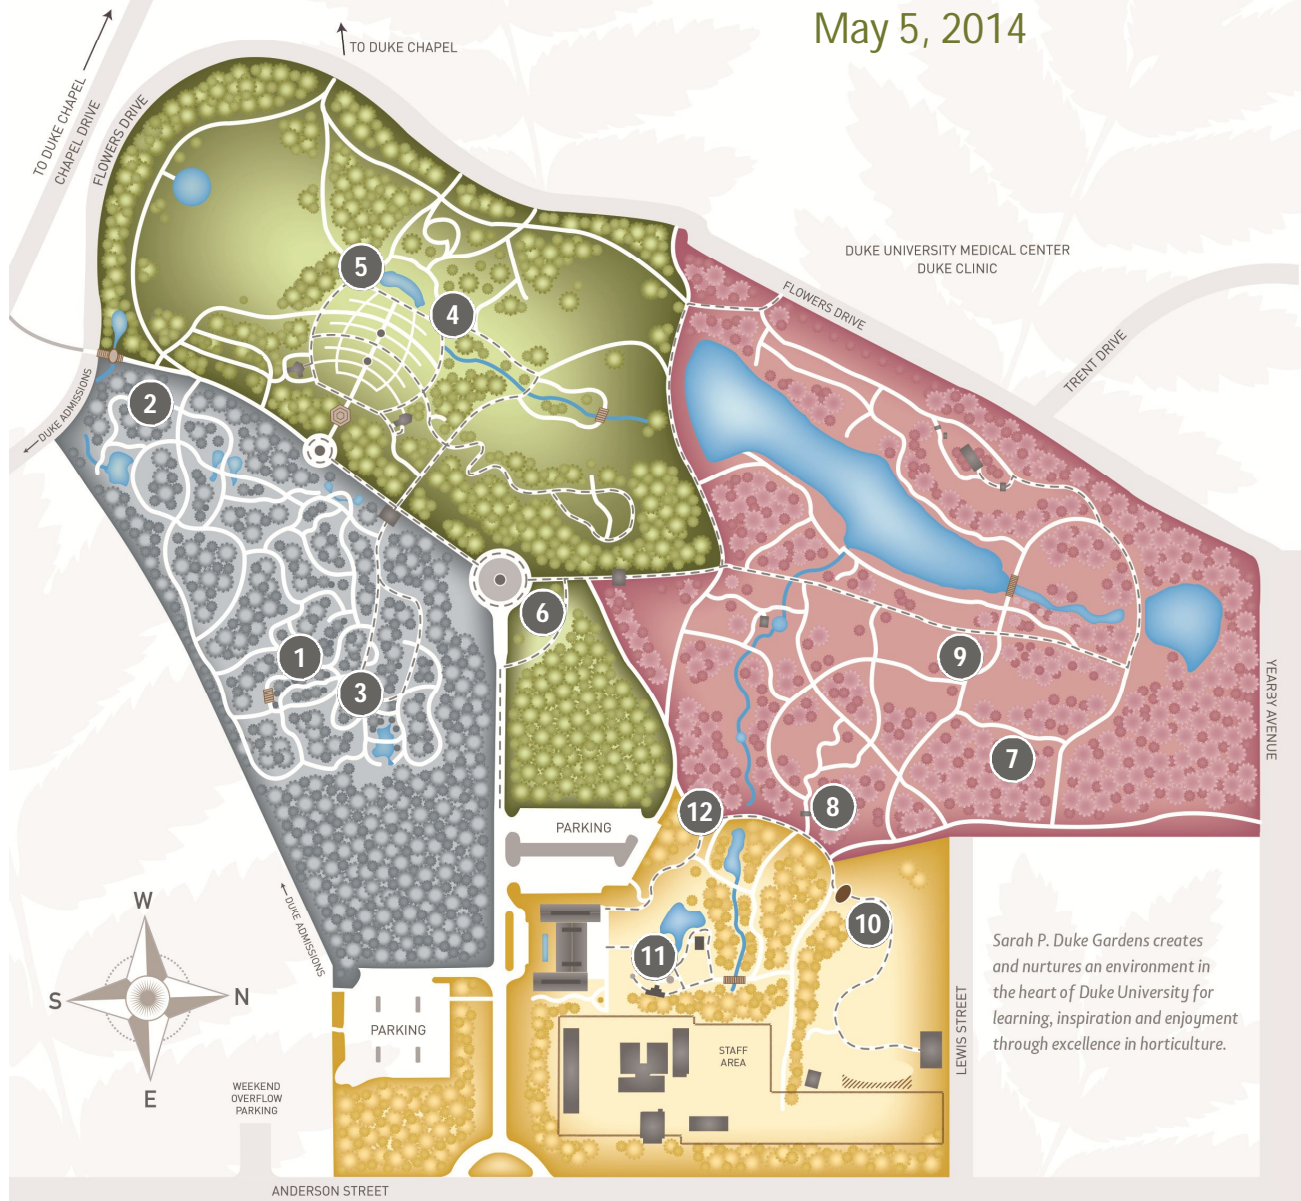 May 5, 2014
TO DUKE CHAPEL
TO DUKE CHAPEL
CHAPEL DRIVE
FLOWERS DRIVE
DUKE UNIVERSITY MEDICAL CENTER
DUKE CLINIC
FLOWERS DRIVE
TRENT DRIVE
5
4
DUKE ADMISSIONS
2
6
1
3
9
7
YEARBY AVENUE
12
8
PARKING
10
11
DUKE ADMISSIONS
W
S
N
E
Sarah P. Duke Gardens creates
and nurtures an environment in
the heart of Duke University for
learning, inspiration and enjoyment
through excellence in horticulture.
PARKING
STAFF
AREA
LEWIS STREET
WEEKEND
OVERFLOW
PARKING
ANDERSON STREET